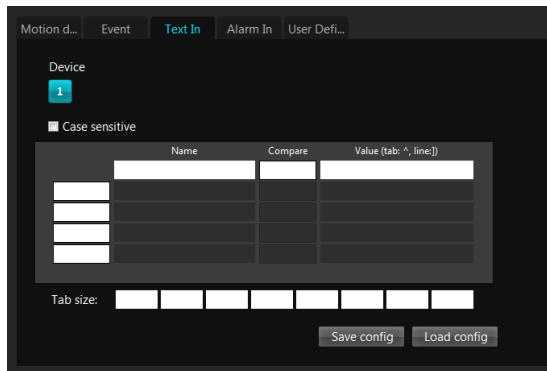 Motion d... Event Text In Alarm In User Defi...
Device
1
Case sensitive
Name Compare Value (tab: ^, line:])
Tab size:
Save config Load config